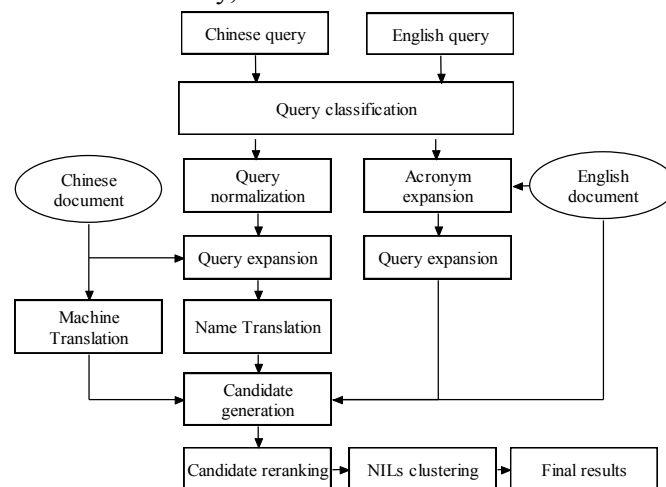 Chinese query
English query
Query classification
Chinese
document
Query
normalization
Acronym
expansion
English
document
Query expansion
Query expansion
Machine
Translation
Name Translation
Candidate
generation
Candidate reranking
NILs clustering
Final results